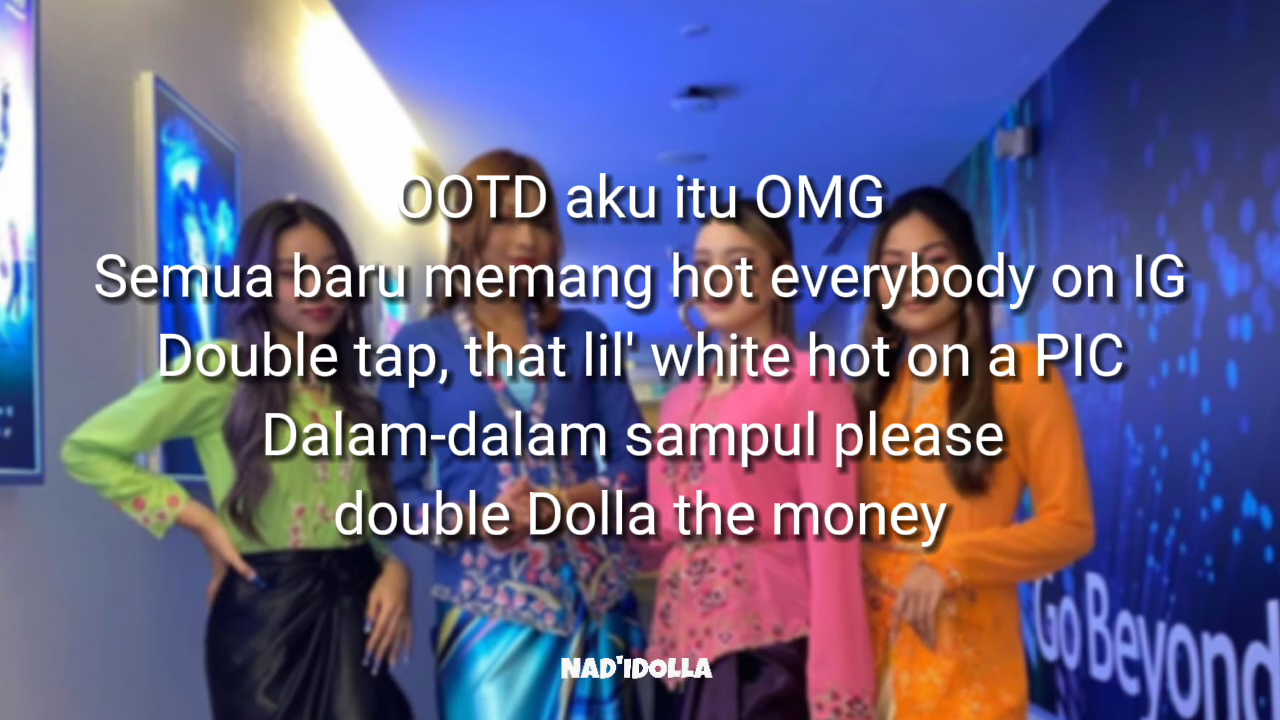 OOTD aku itu OMG
Semua baru memang hot everybody on IG
Double tap, that lil' white hot on a PIC
Dalam-dalam sampul please
double Dolla the money
Go Beyond
NAD'IDOLLA